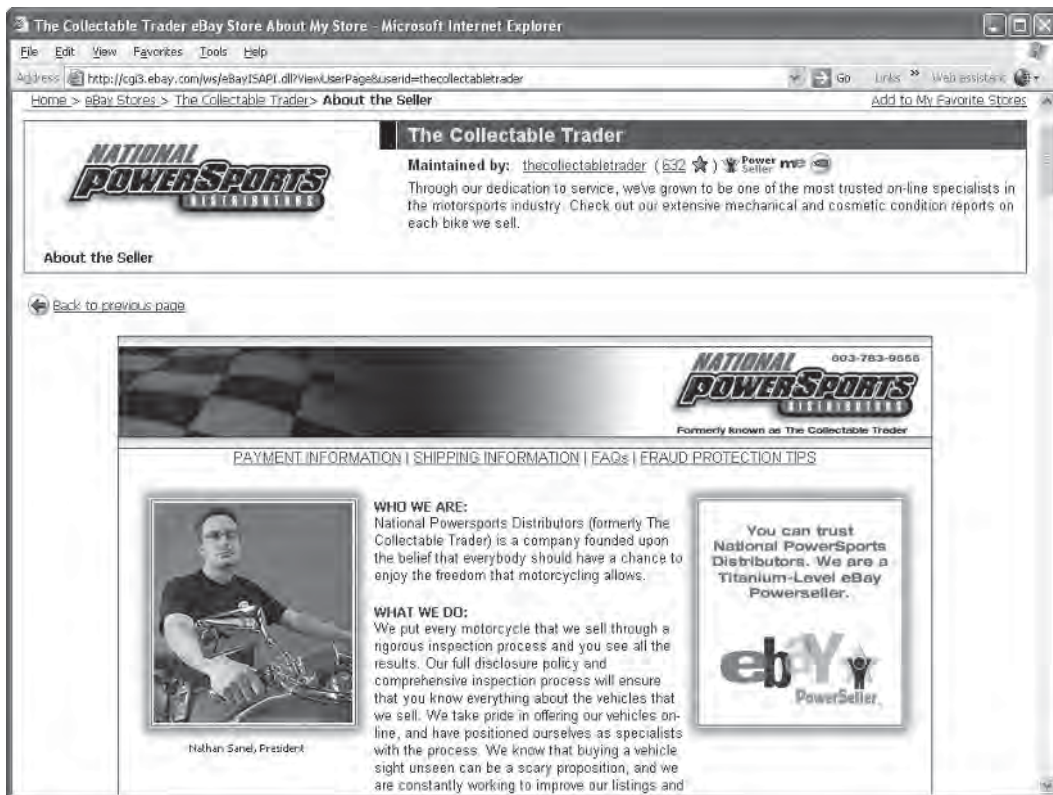 The Collectable Trader eBay Store About My Store - Microsoft Internet Explorer
File Edit View Favorites Tools Help
Address http://cgi3.ebay.com/ws/eBayISAPI.dll?ViewUserPage&userid=thecollectabletrader Go Links » Web assistant
Home > eBay Stores > The Collectable Trader> About the Seller Add to My Favorite Stores
NATIONAL
POWERSPORTS
DISTRIBUTORS
About the Seller
The Collectable Trader
Maintained by: thecollectabletrader (632 ) Power Seller me
Through our dedication to service, we've grown to be one of the most trusted on-line specialists in
the motorsports industry. Check out our extensive mechanical and cosmetic condition reports on
each bike we sell.
Back to previous page
NATIONAL 603-783-9666
POWERSPORTS
DISTRIBUTORS
Formerly known as The Collectable Trader
PAYMENT INFORMATION | SHIPPING INFORMATION | FAQs | FRAUD PROTECTION TIPS
Nathan Sanel, President
WHO WE ARE:
National Powersports Distributors (formerly The
Collectable Trader) is a company founded upon
the belief that everybody should have a chance to
enjoy the freedom that motorcycling allows.
WHAT WE DO:
We put every motorcycle that we sell through a
rigorous inspection process and you see all the
results. Our full disclosure policy and
comprehensive inspection process will ensure
that you know everything about the vehicles that
we sell. We take pride in offering our vehicles on-
line, and have positioned ourselves as specialists
with the process. We know that buying a vehicle
sight unseen can be a scary proposition, and we
are constantly working to improve our listings and
You can trust
National PowerSports
Distributors. We are a
Titanium-Level eBay
Powerseller.
ebaY
PowerSeller